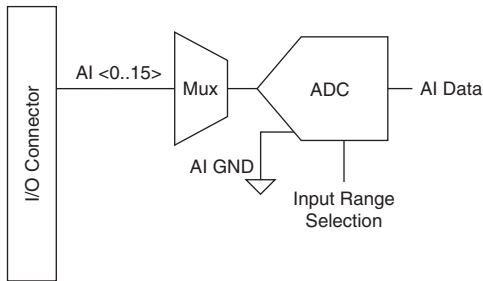 I/O Connector
AI <0..15>
Mux
ADC
AI Data
AI GND
Input Range
Selection